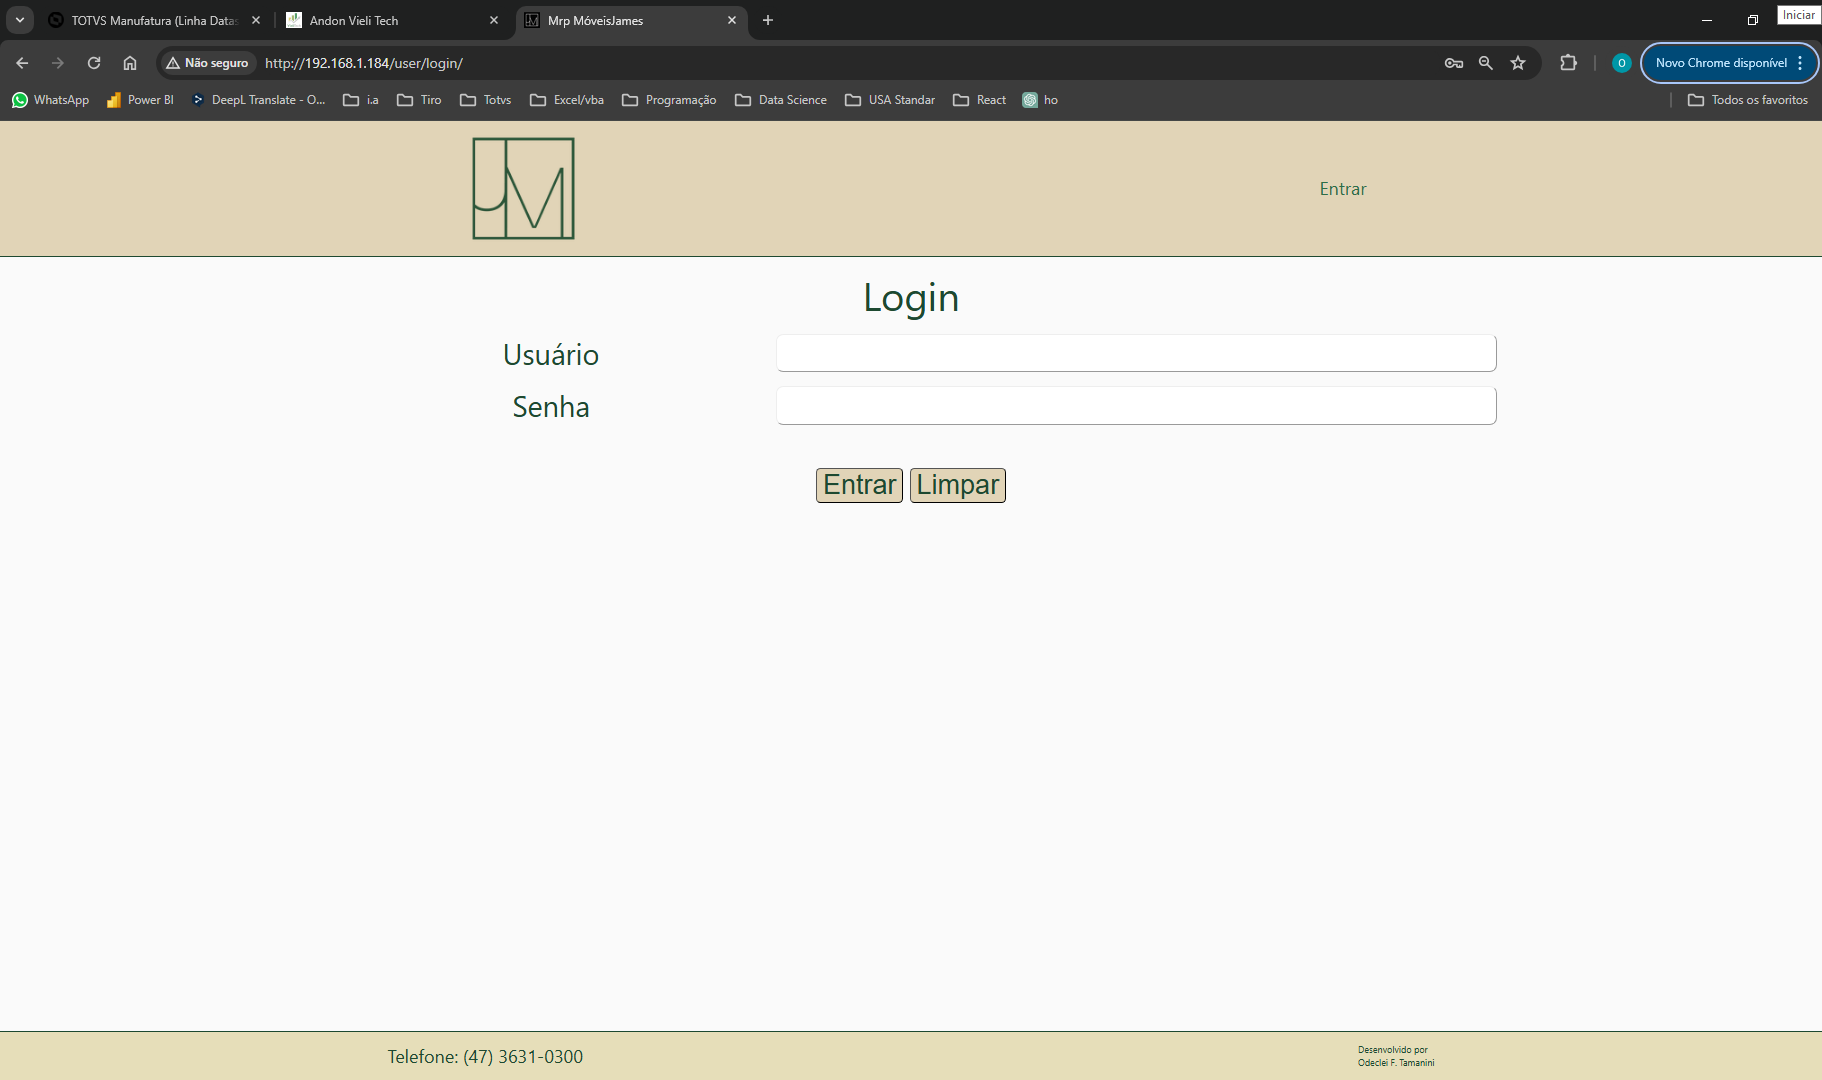 TOTVS Manufatura (Linha Datas
Andon Vieli Tech
Mrp MóveisJames
Iniciar
Não seguro
http://192.168.1.184/user/login/
O
Novo Chrome disponível
WhatsApp
Power BI
DeepL Translate - O...
i.a
Tiro
Totvs
Excel/vba
Programação
Data Science
USA Standar
React
ho
Todos os favoritos
JM
Entrar
Login
Usuário
Senha
Entrar
Limpar
Telefone: (47) 3631-0300
Desenvolvido por
Odeclei F. Tamanini